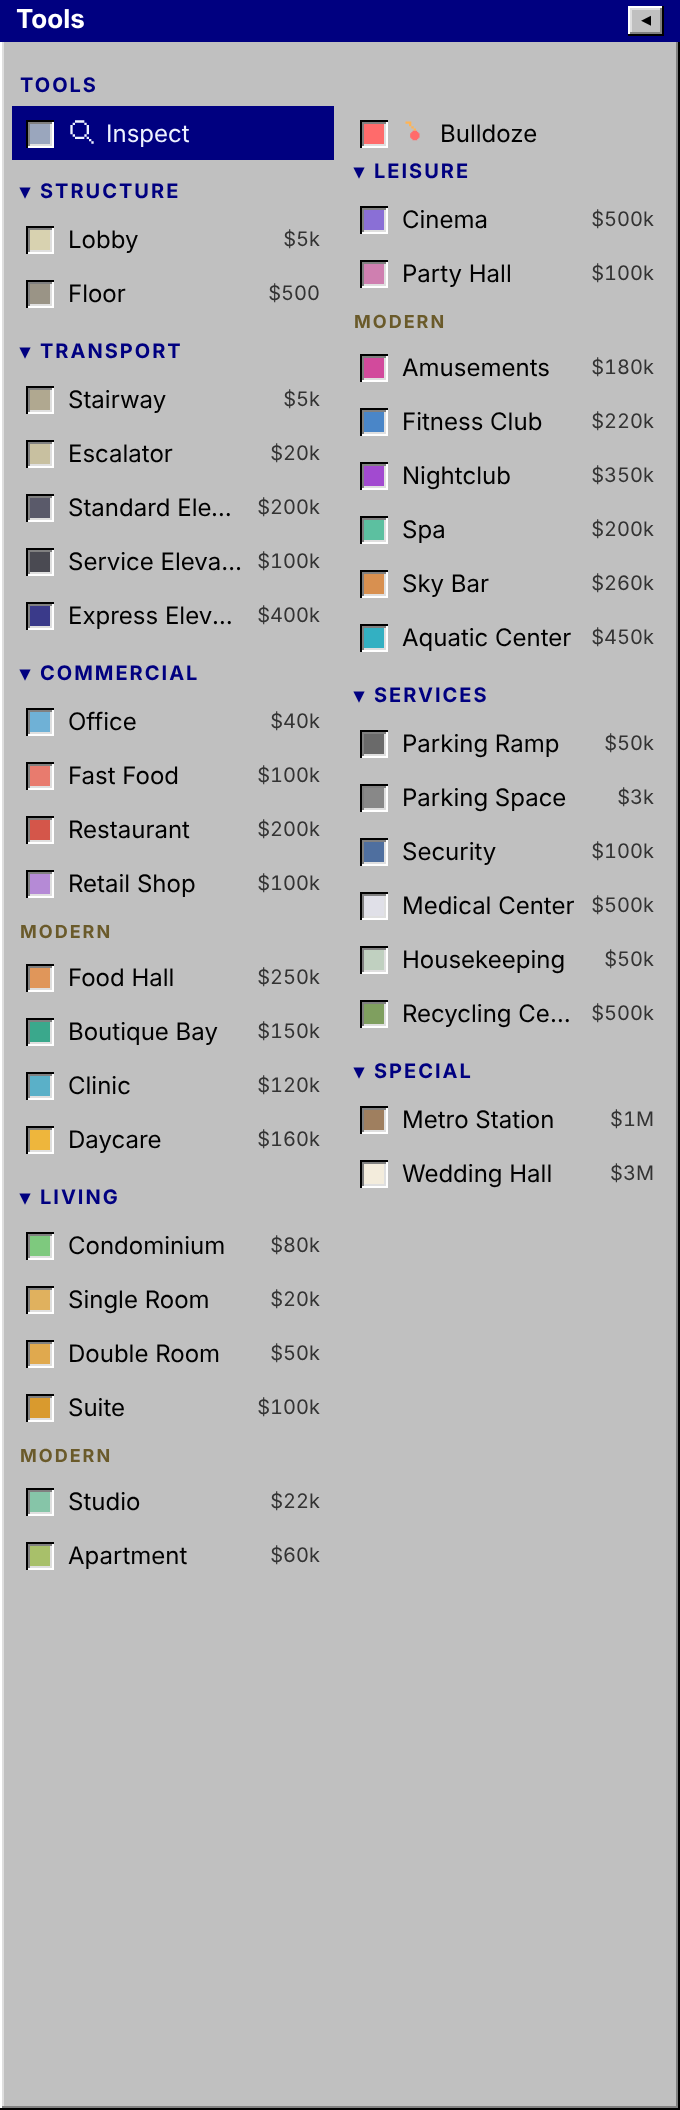 Tools
TOOLS
Inspect
▼ STRUCTURE
Lobby $5k
Floor $500
▼ TRANSPORT
Stairway $5k
Escalator $20k
Standard Ele... $200k
Service Eleva... $100k
Express Elev... $400k
▼ COMMERCIAL
Office $40k
Fast Food $100k
Restaurant $200k
Retail Shop $100k
MODERN
Food Hall $250k
Boutique Bay $150k
Clinic $120k
Daycare $160k
▼ LIVING
Condominium $80k
Single Room $20k
Double Room $50k
Suite $100k
MODERN
Studio $22k
Apartment $60k
Bulldoze
▼ LEISURE
Cinema $500k
Party Hall $100k
MODERN
Amusements $180k
Fitness Club $220k
Nightclub $350k
Spa $200k
Sky Bar $260k
Aquatic Center $450k
▼ SERVICES
Parking Ramp $50k
Parking Space $3k
Security $100k
Medical Center $500k
Housekeeping $50k
Recycling Ce... $500k
▼ SPECIAL
Metro Station $1M
Wedding Hall $3M